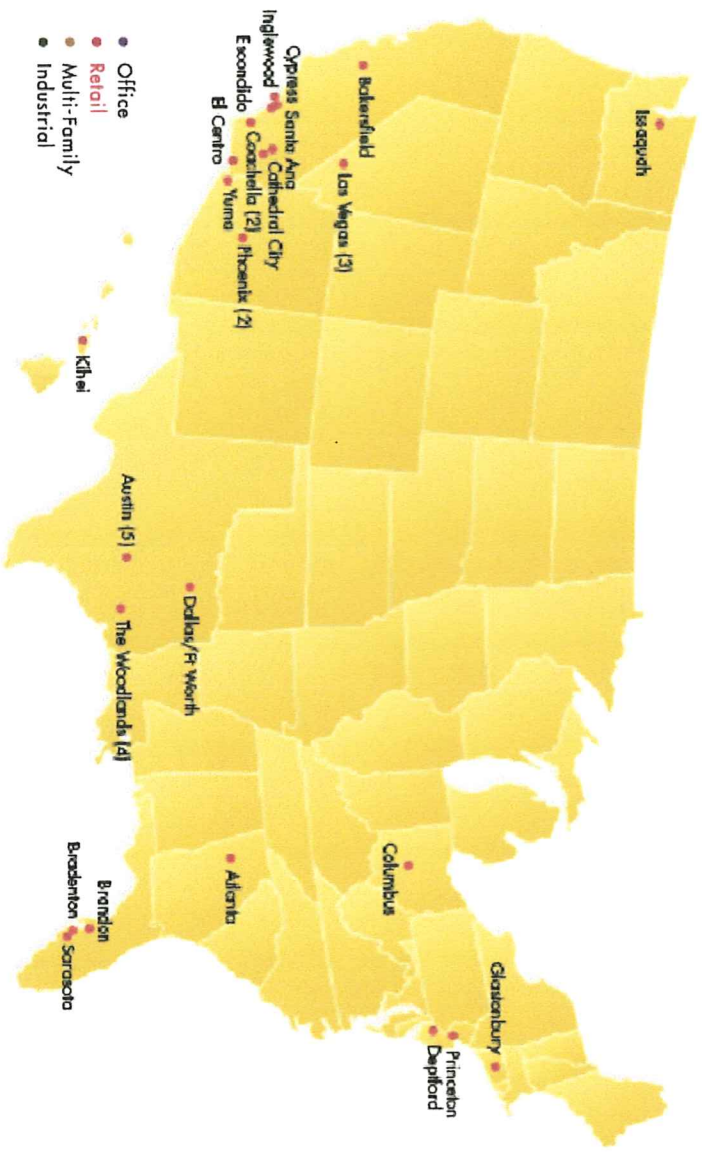 Issaquah
Bakersfield
Las Vegas (3)
Cypress Santa Ana
Inglewood
Cathedral City
Escondido
Coachella (2)
Phoenix (2)
El Centro
Yuma
Kihei
Austin (5)
Dallas/Ft Worth
The Woodlands (4)
Columbus
Atlanta
Brandon
Bradenton
Sarasota
Glastonbury
Princeton
Deptford
Office
Retail
Multi-Family
Industrial